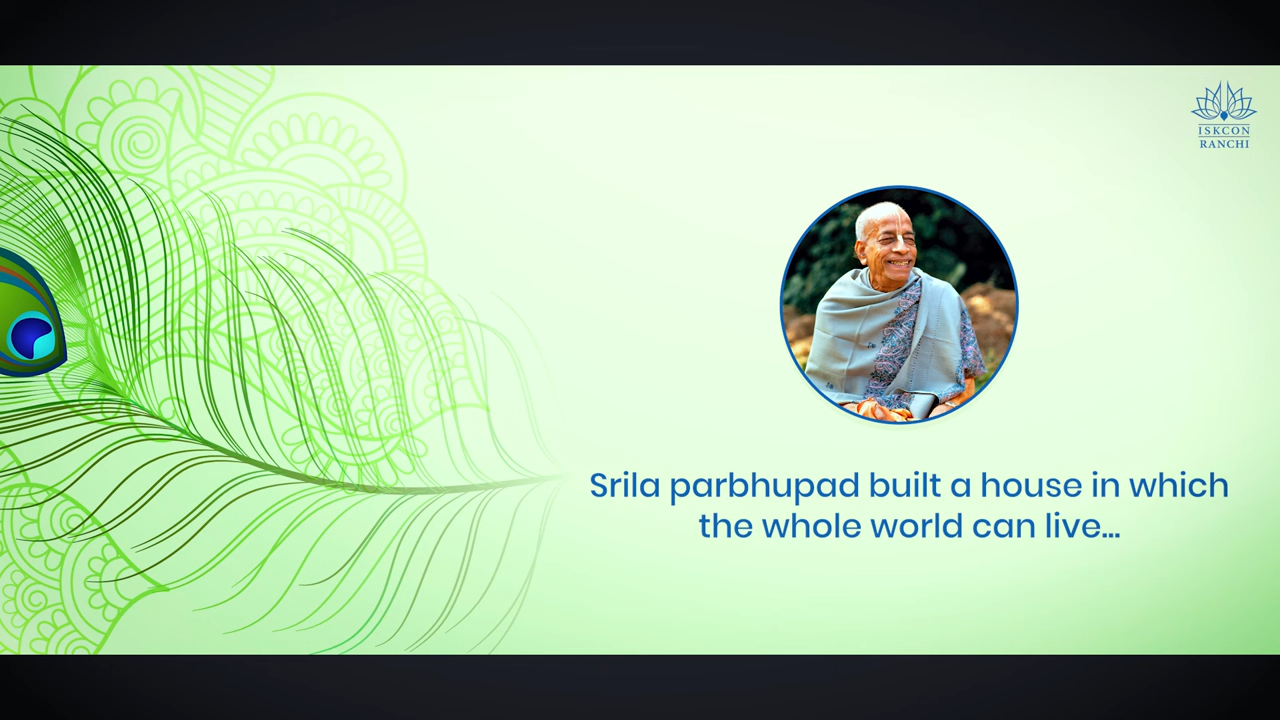 ISKCON
RANCHI
Srila parbhupad built a house in which
the whole world can live...